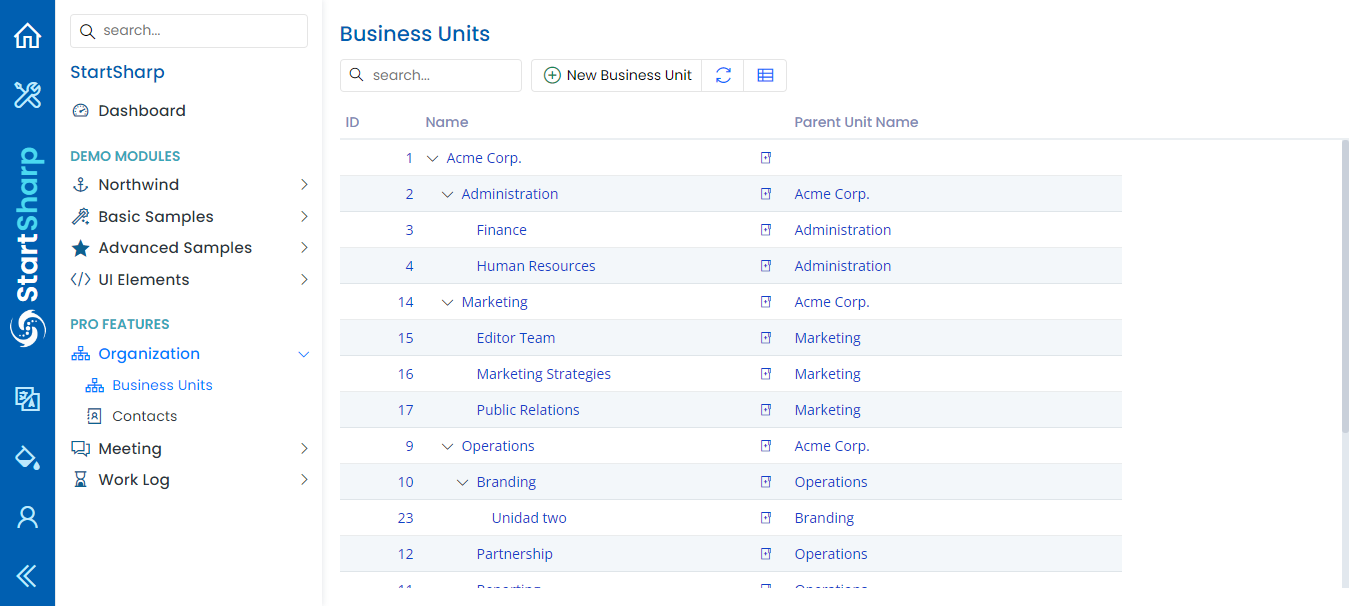 StartSharp
search...
StartSharp
Dashboard
DEMO MODULES
Northwind
Basic Samples
Advanced Samples
UI Elements
PRO FEATURES
Organization
Business Units
Contacts
Meeting
Work Log
Business Units
search...
New Business Unit
ID Name Parent Unit Name
1 Acme Corp.
2 Administration Acme Corp.
3 Finance Administration
4 Human Resources Administration
14 Marketing Acme Corp.
15 Editor Team Marketing
16 Marketing Strategies Marketing
17 Public Relations Marketing
9 Operations Acme Corp.
10 Branding Operations
23 Unidad two Branding
12 Partnership Operations
11 Reporting Operations